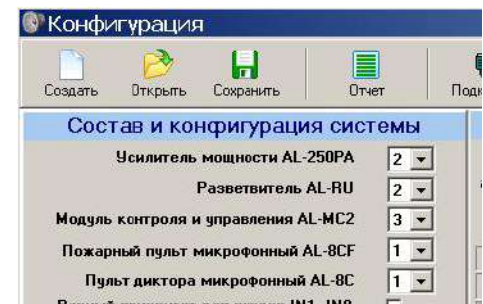 Конфигурация
Создать Открыть Сохранить Отчет
Состав и конфигурация системы
Усилитель мощности AL-250PA 2
Разветвитель AL-RU 2
Модуль контроля и управления AL-MC2 3
Пожарный пульт микрофонный AL-8CF 1
Пульт диктора микрофонный AL-8C 1